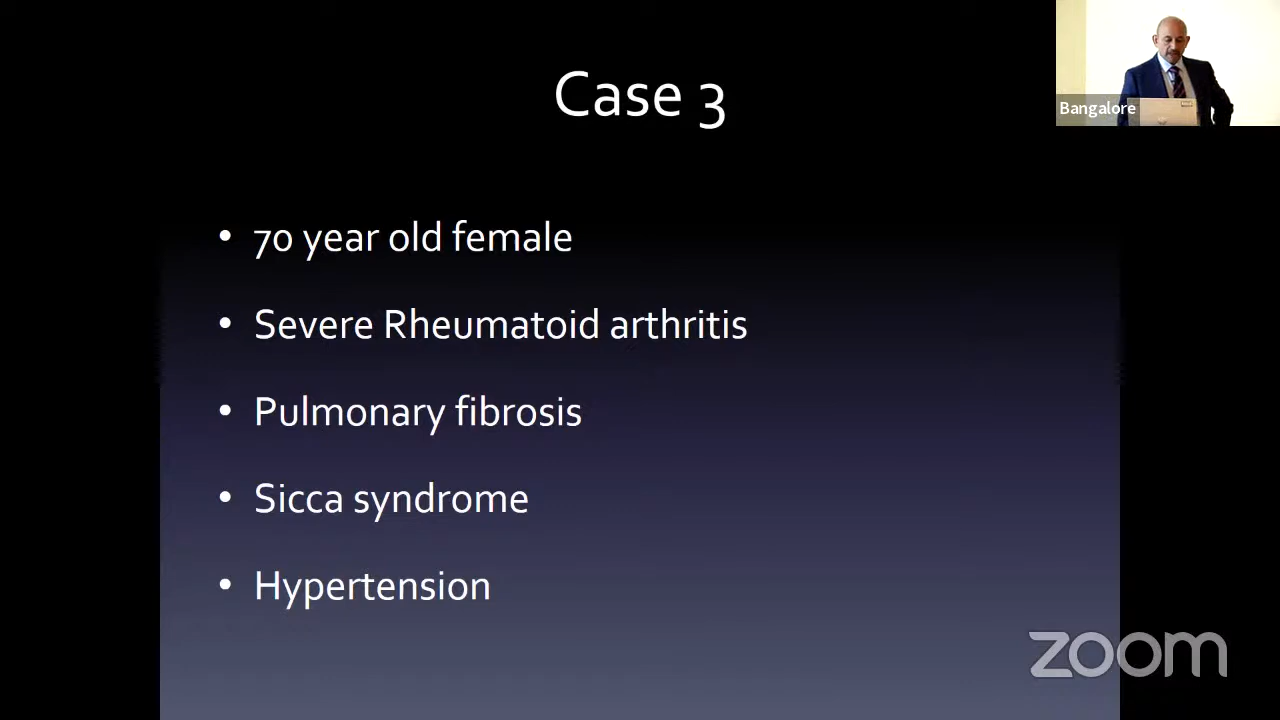 Case 3
Bangalore
• 70 year old female
• Severe Rheumatoid arthritis
• Pulmonary fibrosis
• Sicca syndrome
• Hypertension
zoom